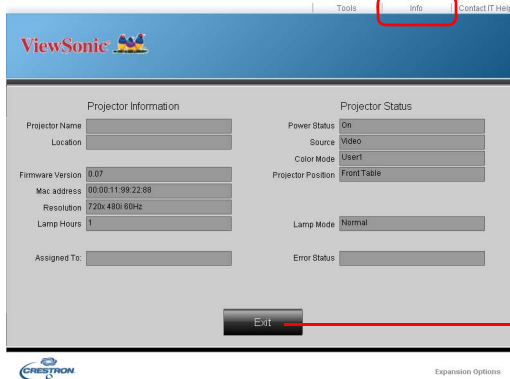 Tools Info Contact IT Help
ViewSonic
Projector Information
Projector Name
Location
Firmware Version 0.07
Mac address 00:00:11:99:22:88
Resolution 720x 480i 60Hz
Lamp Hours 1
Assigned To:
Projector Status
Power Status On
Source Video
Color Mode User1
Projector Position Front Table
Lamp Mode Normal
Error Status
Exit
CRESTRON
Expansion Options